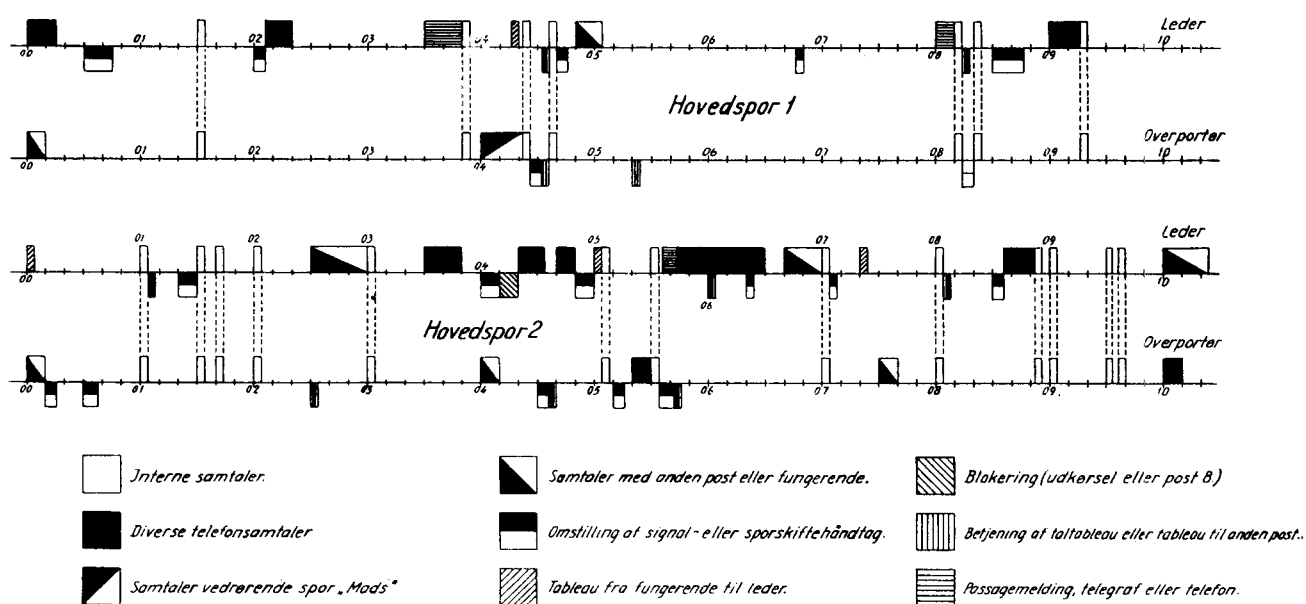 Leder
00 01 02 03 04 05 06 07 08 09 10
Hovedspor 1
Overportør
00 01 02 03 04 05 06 07 08 09 10
Leder
00 01 02 03 04 05 06 07 08 09 10
Hovedspor 2
Overportør
00 01 02 03 04 05 06 07 08 09. 10
Interne samtaler.
Samtaler med anden post eller fungerende.
Blokering (udkørsel eller post B.)
Diverse telefonsamtaler
Omstilling af signal- eller sporskiftehåndtag.
Betjening af taltableau eller tableau til anden post..
Samtaler vedrørende spor „Mads"
Tableau fra fungerende til leder.
Passagemelding, telegraf eller telefon.